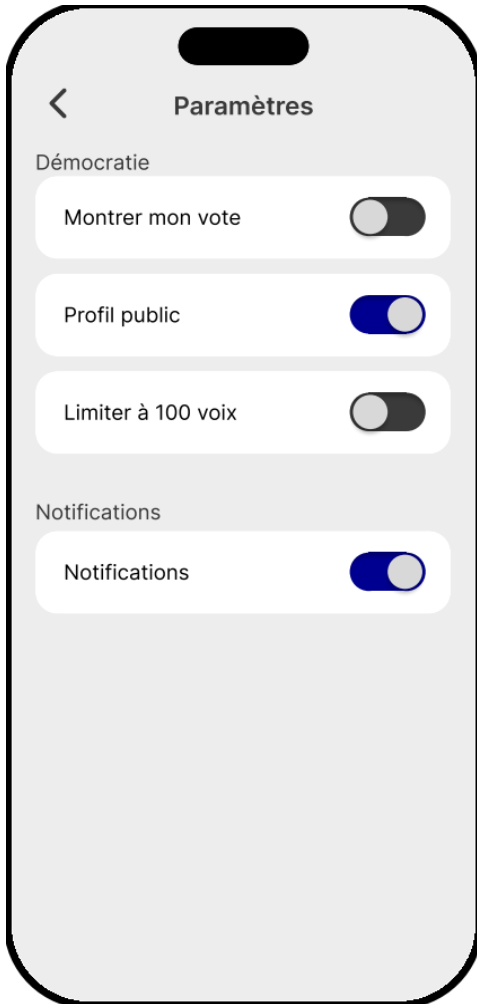 Paramètres
Démocratie
Montrer mon vote
Profil public
Limiter à 100 voix
Notifications
Notifications